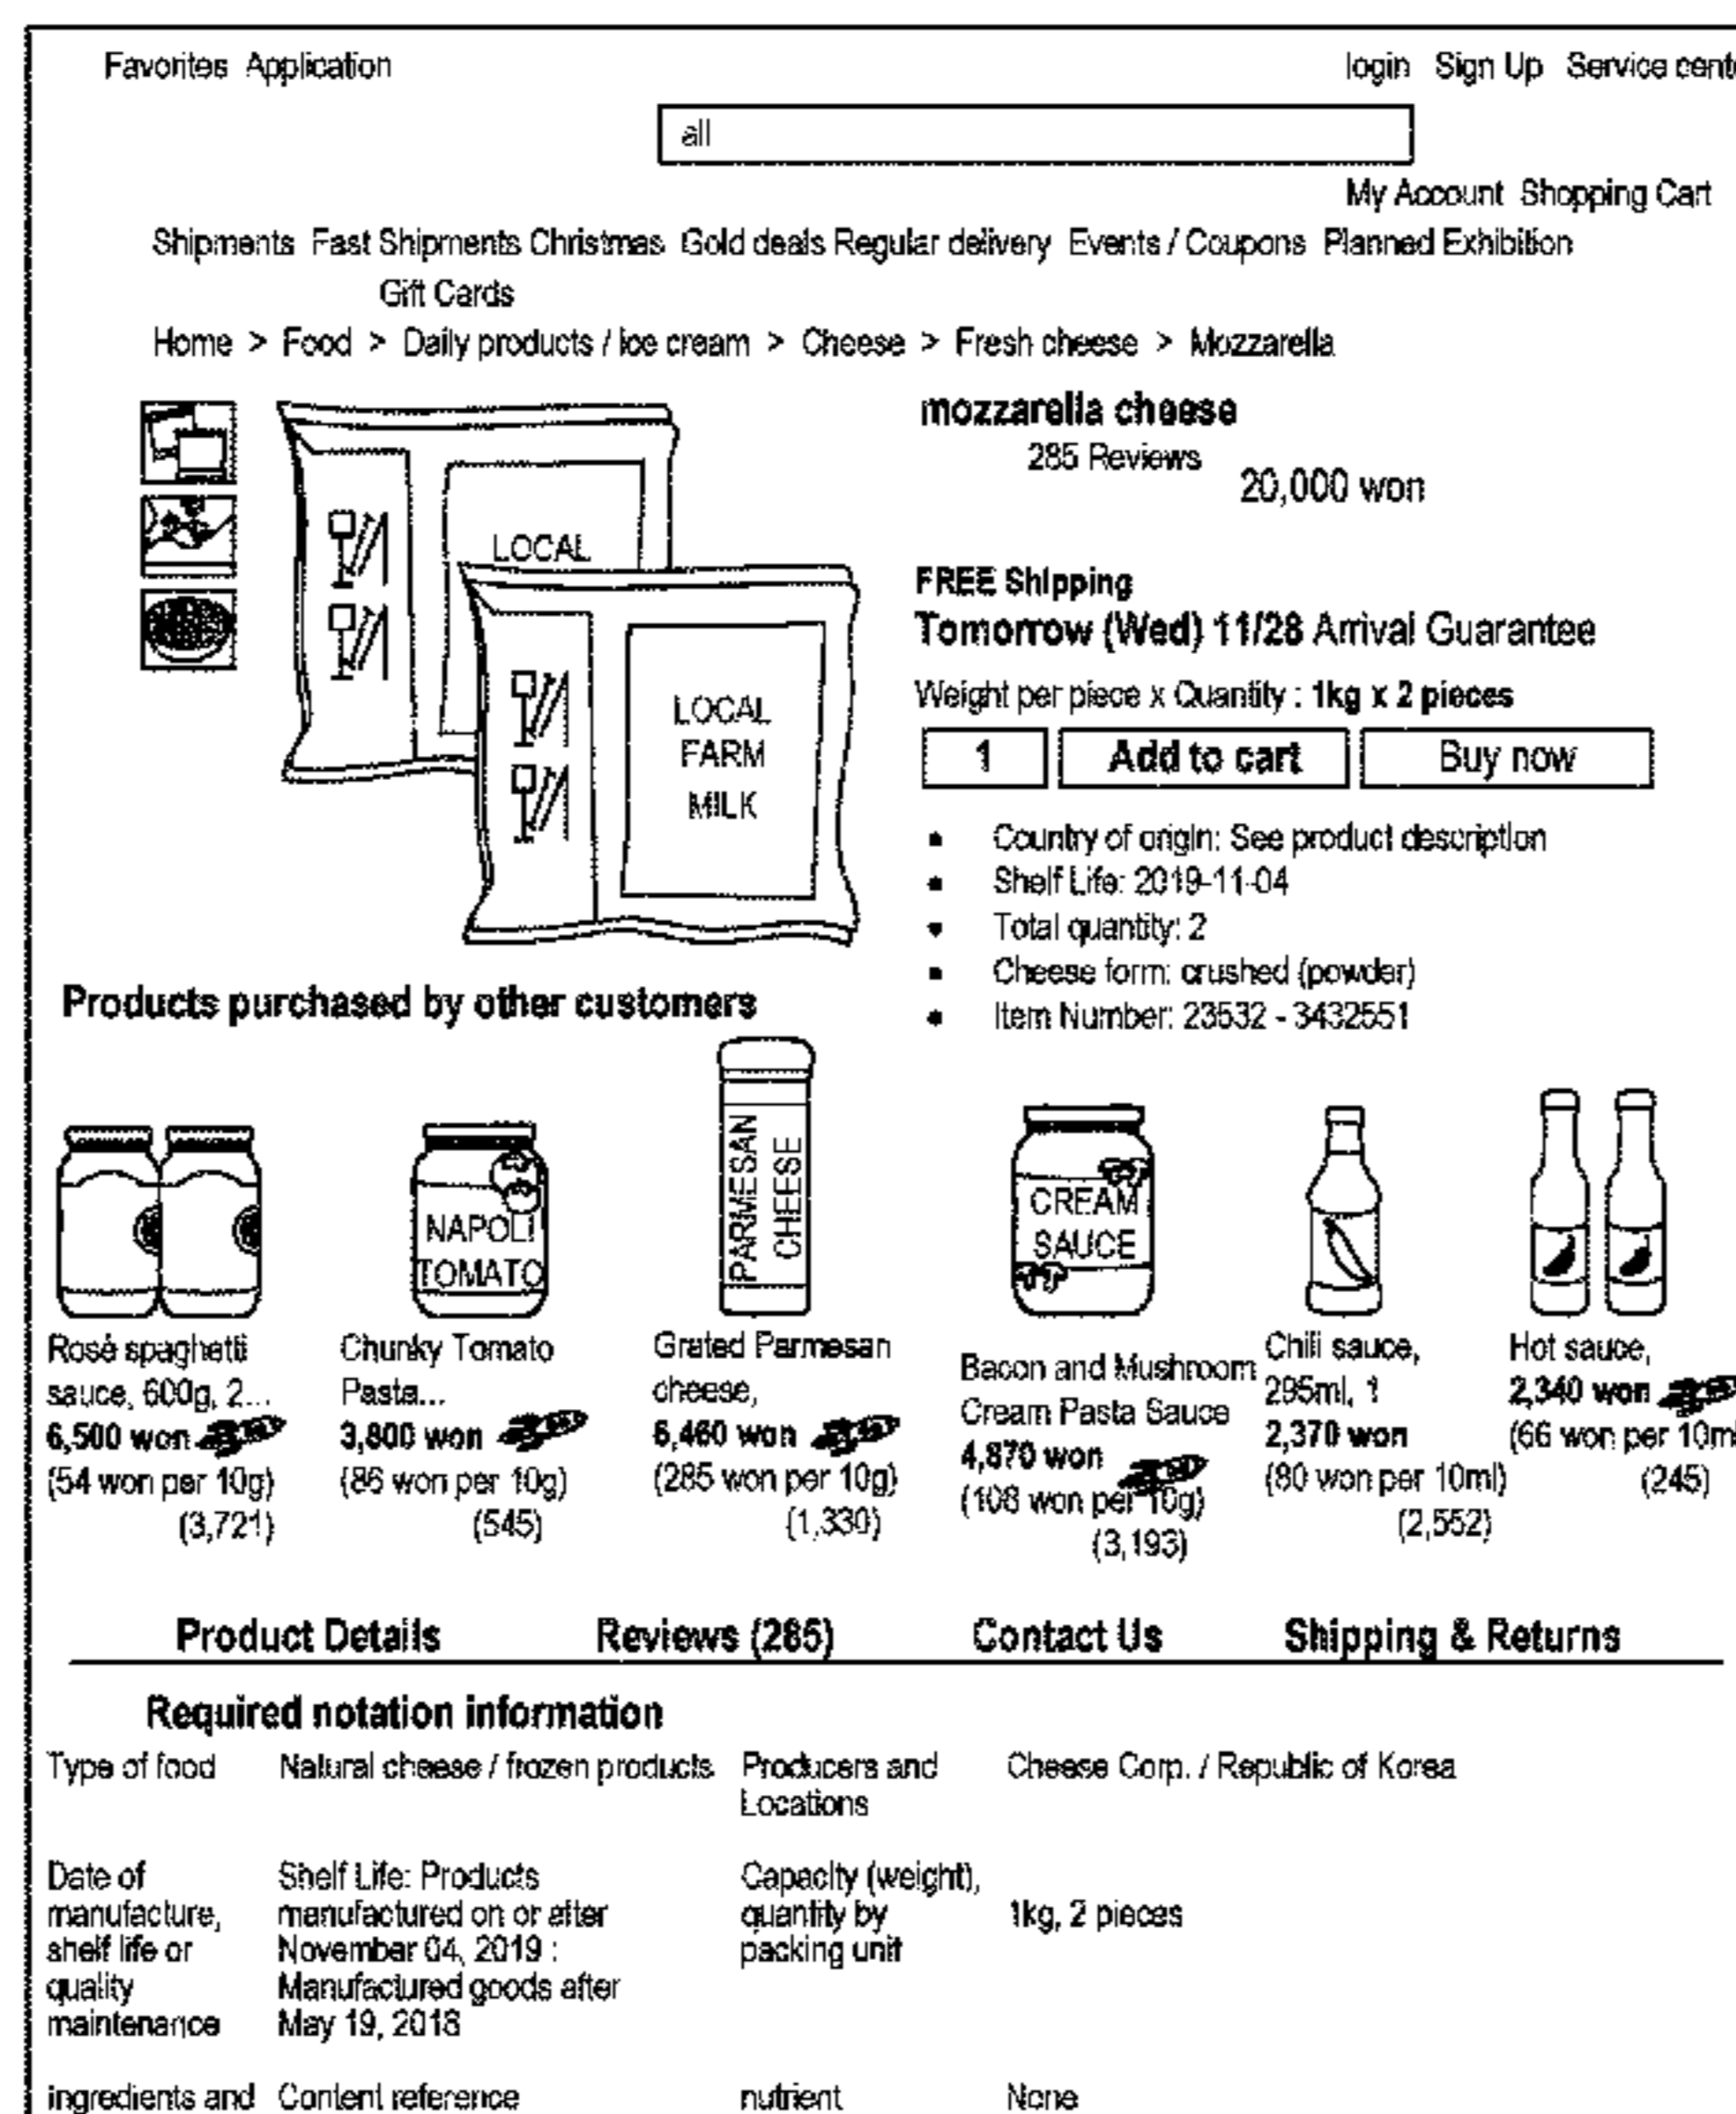 Favorites Application
login Sign Up Service cente
all
My Account Shopping Cart
Shipments Fast Shipments Christmas Gold deals Regular delivery Events / Coupons Planned Exhibition
Gift Cards
Home > Food > Daily products / Ice cream > Cheese > Fresh cheese > Mozzarella
mozzarella cheese
285 Reviews
20,000 won
FREE Shipping
Tomorrow (Wed) 11/28 Arrival Guarantee
Weight per piece x Quantity : 1kg x 2 pieces
1 Add to cart Buy now
• Country of origin: See product description
• Shelf Life: 2019-11-04
• Total quantity: 2
• Cheese form: crushed (powder)
• Item Number: 23532 - 3432551
LOCAL
LOCAL
FARM
MILK
Products purchased by other customers
NAPOLI
TOMATO
PARMESAN
CHEESE
CREAM
SAUCE
Rosé spaghetti
sauce, 600g, 2...
6,500 won
(54 won per 10g)
(3,721)
Chunky Tomato
Pasta...
3,800 won
(86 won per 10g)
(545)
Grated Parmesan
cheese,
6,460 won
(285 won per 10g)
(1,330)
Bacon and Mushroom
Cream Pasta Sauce
4,870 won
(108 won per 10g)
(3,193)
Chili sauce,
295ml, 1
2,370 won
(80 won per 10ml)
(2,552)
Hot sauce,
2,340 won
(66 won per 10ml
(245)
Product Details Reviews (285) Contact Us Shipping & Returns
Required notation information
Type of food
Natural cheese / frozen products
Producers and
Locations
Cheese Corp. / Republic of Korea
Date of
manufacture,
shelf life or
quality
maintenance
Shelf Life: Products
manufactured on or after
November 04, 2019 :
Manufactured goods after
May 19, 2018
Capacity (weight),
quantity by
packing unit
1kg, 2 pieces
ingredients and
Content reference
nutrient
None